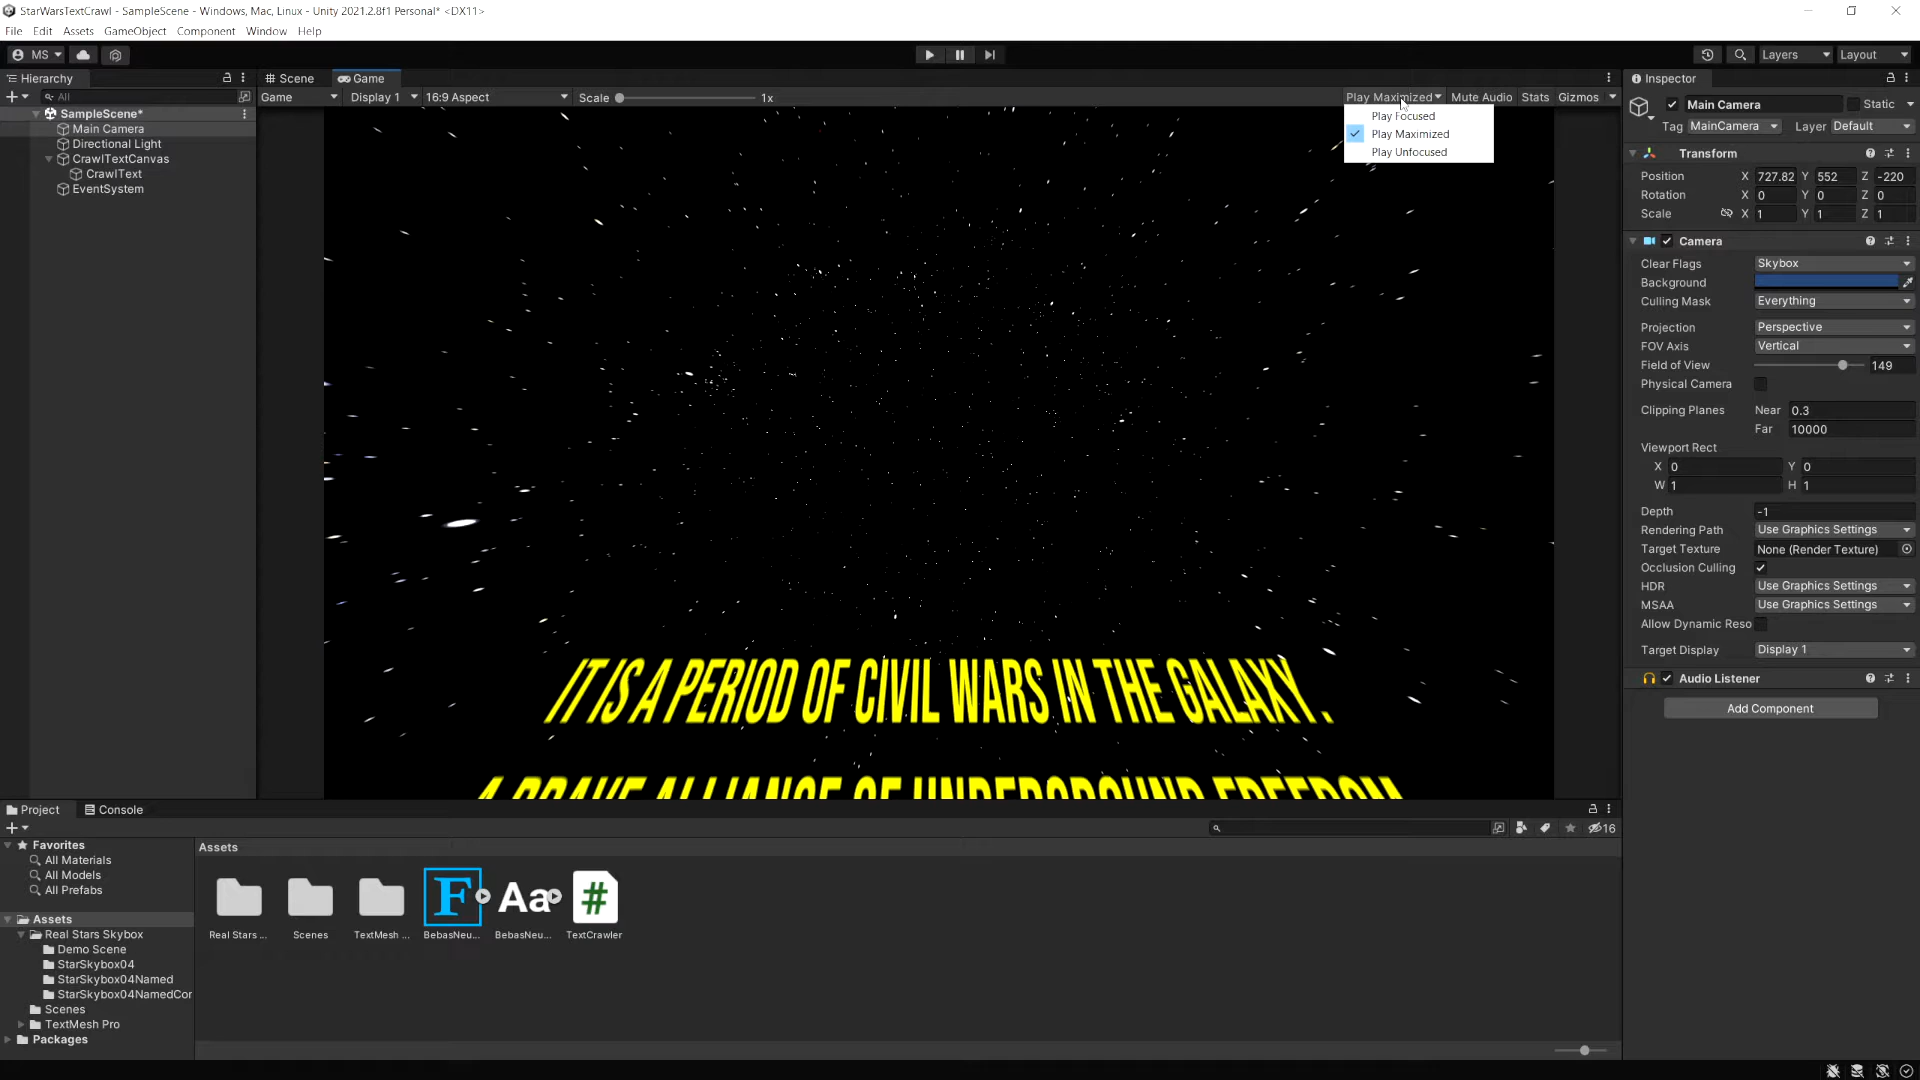 StarWarsTextCrawl - SampleScene - Windows, Mac, Linux - Unity 2021.2.8f1 Personal* <DX11>
File Edit Assets GameObject Component Window Help
MS Layers Layout
Hierarchy
All
SampleScene*
Main Camera
Directional Light
CrawlTextCanvas
CrawlText
EventSystem
Scene Game
Game Display 1 16:9 Aspect Scale 1x Play Maximized Mute Audio Stats Gizmos
Play Focused
Play Maximized
Play Unfocused
IT IS A PERIOD OF CIVIL WARS IN THE GALAXY.
A BRAVE ALLIANCE OF UNDERGROUND FREEDOM
Inspector
Main Camera Static
Tag MainCamera Layer Default
Transform
Position X 727.82 Y 552 Z -220
Rotation X 0 Y 0 Z 0
Scale X 1 Y 1 Z 1
Camera
Clear Flags Skybox
Background
Culling Mask Everything
Projection Perspective
FOV Axis Vertical
Field of View 149
Physical Camera
Clipping Planes Near 0.3
Far 10000
Viewport Rect
X 0 Y 0
W 1 H 1
Depth -1
Rendering Path Use Graphics Settings
Target Texture None (Render Texture)
Occlusion Culling
HDR Use Graphics Settings
MSAA Use Graphics Settings
Allow Dynamic Reso
Target Display Display 1
Audio Listener
Add Component
Project Console
16
Favorites
All Materials
All Models
All Prefabs
Assets
Real Stars Skybox
Demo Scene
StarSkybox04
StarSkybox04Named
StarSkybox04NamedCor
Scenes
TextMesh Pro
Packages
Assets
F Aa #
Real Stars ... Scenes TextMesh ... BebasNeu... BebasNeu... TextCrawler